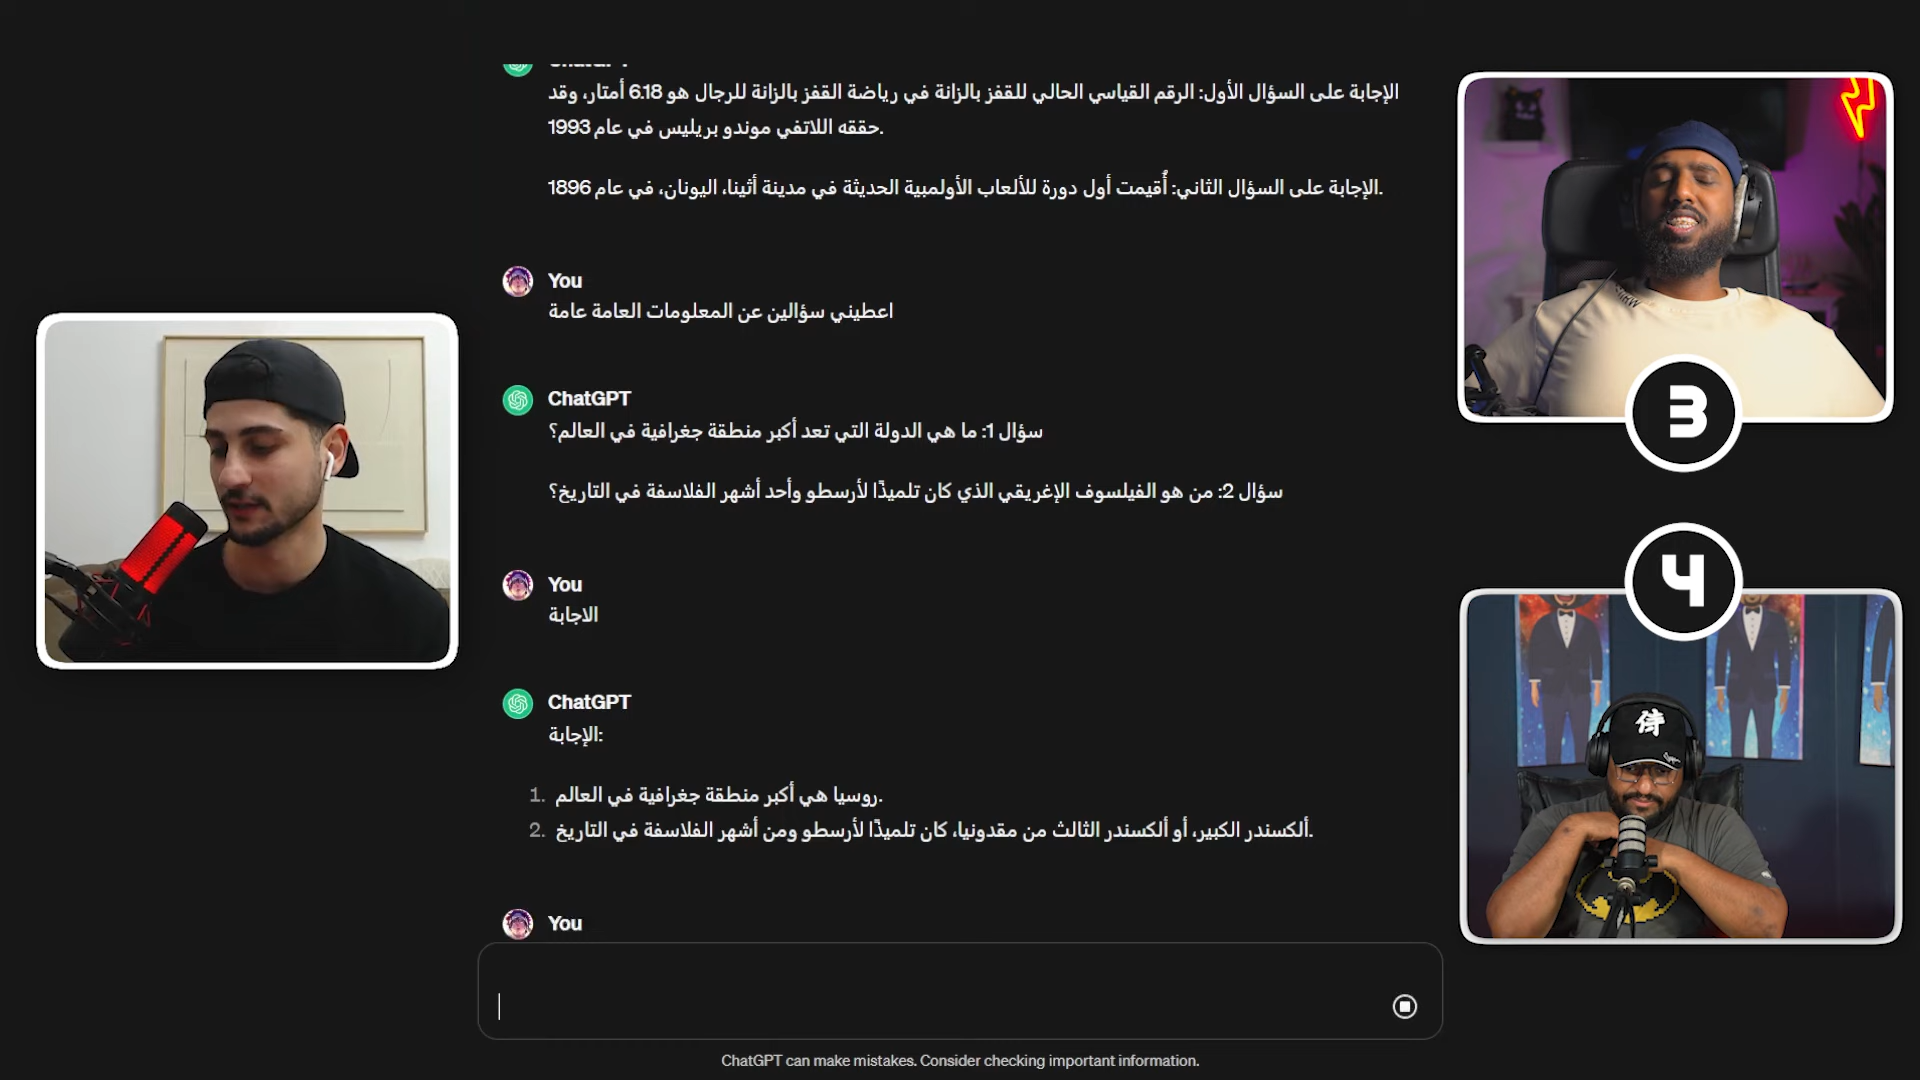 ChatGPT
الإجابة على السؤال الأول: الرقم القياسي الحالي للقفز بالزانة في رياضة القفز بالزانة للرجال هو 6.18 أمتار، وقد
حققه اللاتفي موندو بريليس في عام 1993.
الإجابة على السؤال الثاني: أُقيمت أول دورة للألعاب الأولمبية الحديثة في مدينة أثينا، اليونان، في عام 1896.
You
اعطيني سؤالين عن المعلومات العامة عامة
ChatGPT
سؤال 1: ما هي الدولة التي تعد أكبر منطقة جغرافية في العالم؟
سؤال 2: من هو الفيلسوف الإغريقي الذي كان تلميذًا لأرسطو وأحد أشهر الفلاسفة في التاريخ؟
You
الاجابة
ChatGPT
الإجابة:
1. روسيا هي أكبر منطقة جغرافية في العالم.
2. ألكسندر الكبير، أو ألكسندر الثالث من مقدونيا، كان تلميذًا لأرسطو ومن أشهر الفلاسفة في التاريخ.
You
ChatGPT can make mistakes. Consider checking important information.
3
4
侍